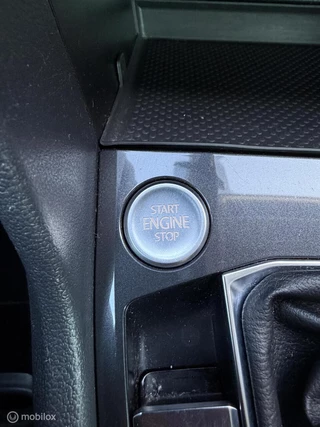 START
ENGINE
STOP
mobilox